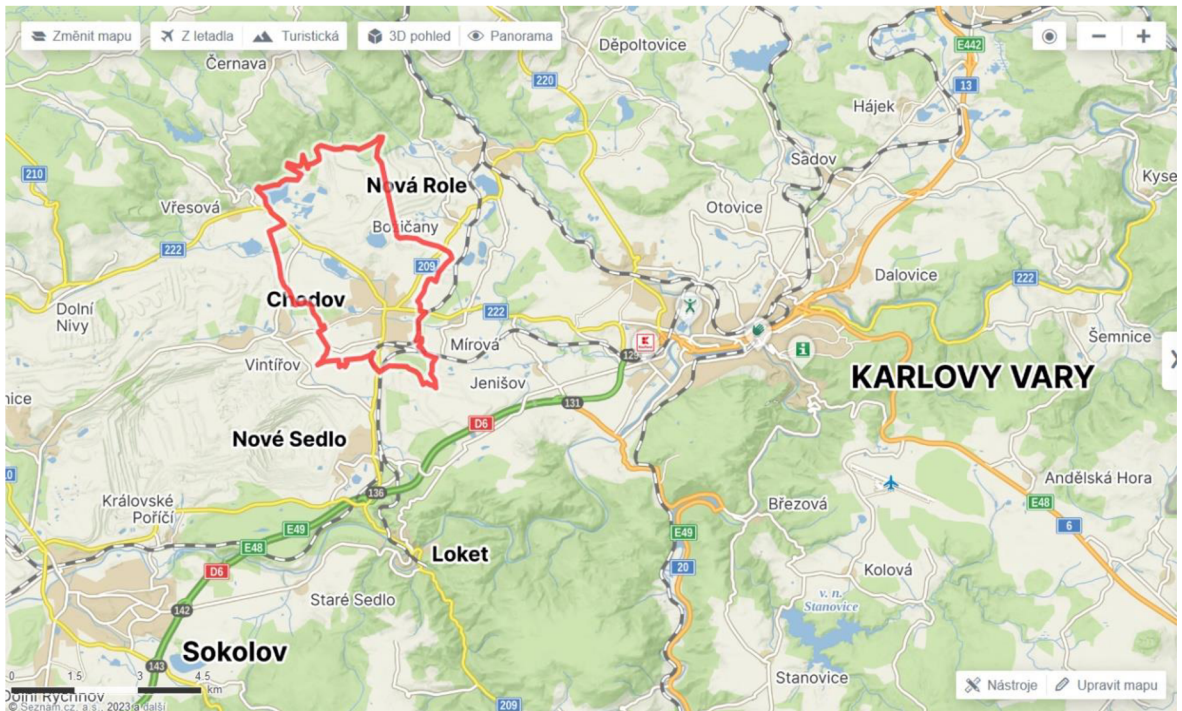 Změnit mapu
Z letadla
Turistická
3D pohled
Panorama
Děpoltovice
E442
13
Černava
220
Hájek
210
Nová Role
Sadov
Kyse
Vřesová
Otovice
Božičany
222
209
Dalovice
222
Chodov
Dolní
Nivy
222
Šemnice
Mírová
Vintířov
129
Jenišov
KARLOVY VARY
nice
131
D6
Nové Sedlo
Andělská Hora
136
Královské
Poříčí
Březová
E48
E49
E49
6
E48
Loket
D6
20
Kolová
Staré Sedlo
v. n.
Stanovice
142
Sokolov
143
0 1.5 3 4.5
km
Stanovice
Nástroje
Upravit mapu
Dolní Rychnov
© Seznam.cz, a.s., 2023 a další
209